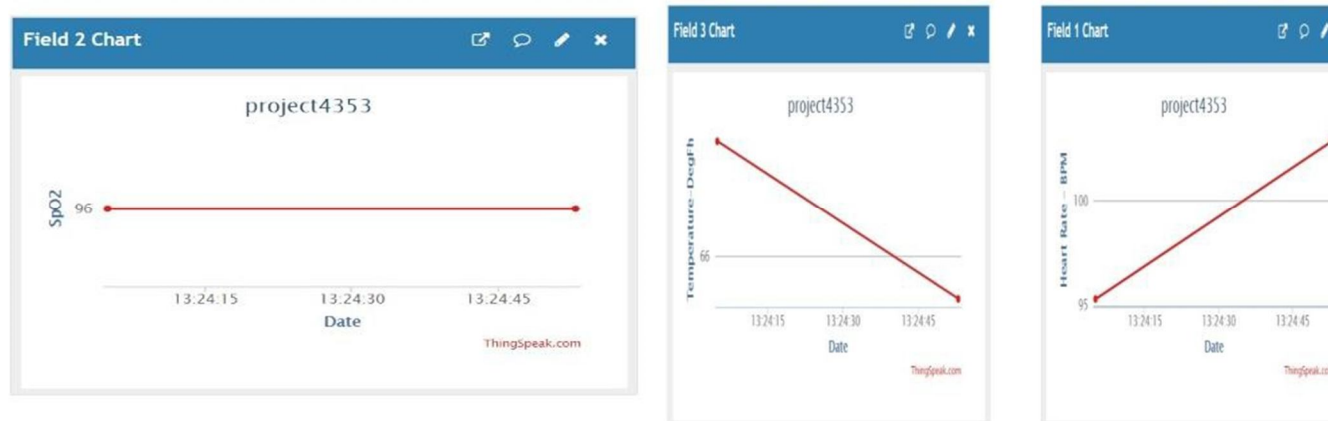 Field 2 Chart
project4353
SpO2
96
13:24:15 13:24:30 13:24:45
Date
ThingSpeak.com
Field 3 Chart
project4353
Temperature-DegFh
66
13:24:15 13:24:30 13:24:45
Date
ThingSpeak.com
Field 1 Chart
project4353
Heart Rate - BPM
100
95
13:24:15 13:24:30 13:24:45
Date
ThingSpeak.co